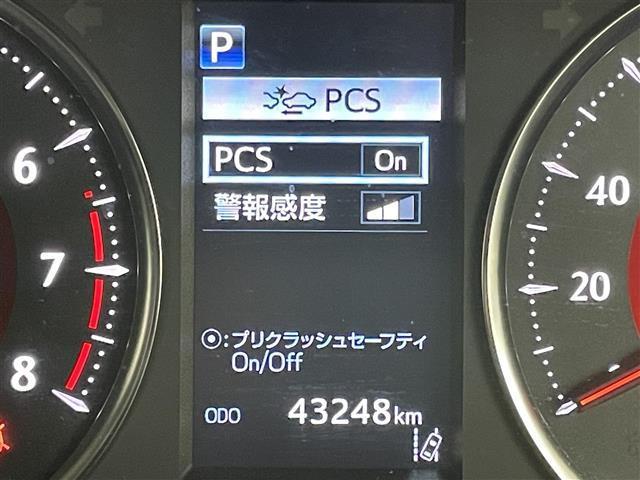 P
PCS
PCS On
警報感度
⦿:プリクラッシュセーフティ
On/Off
ODO 43248km
6
7
8
40
20